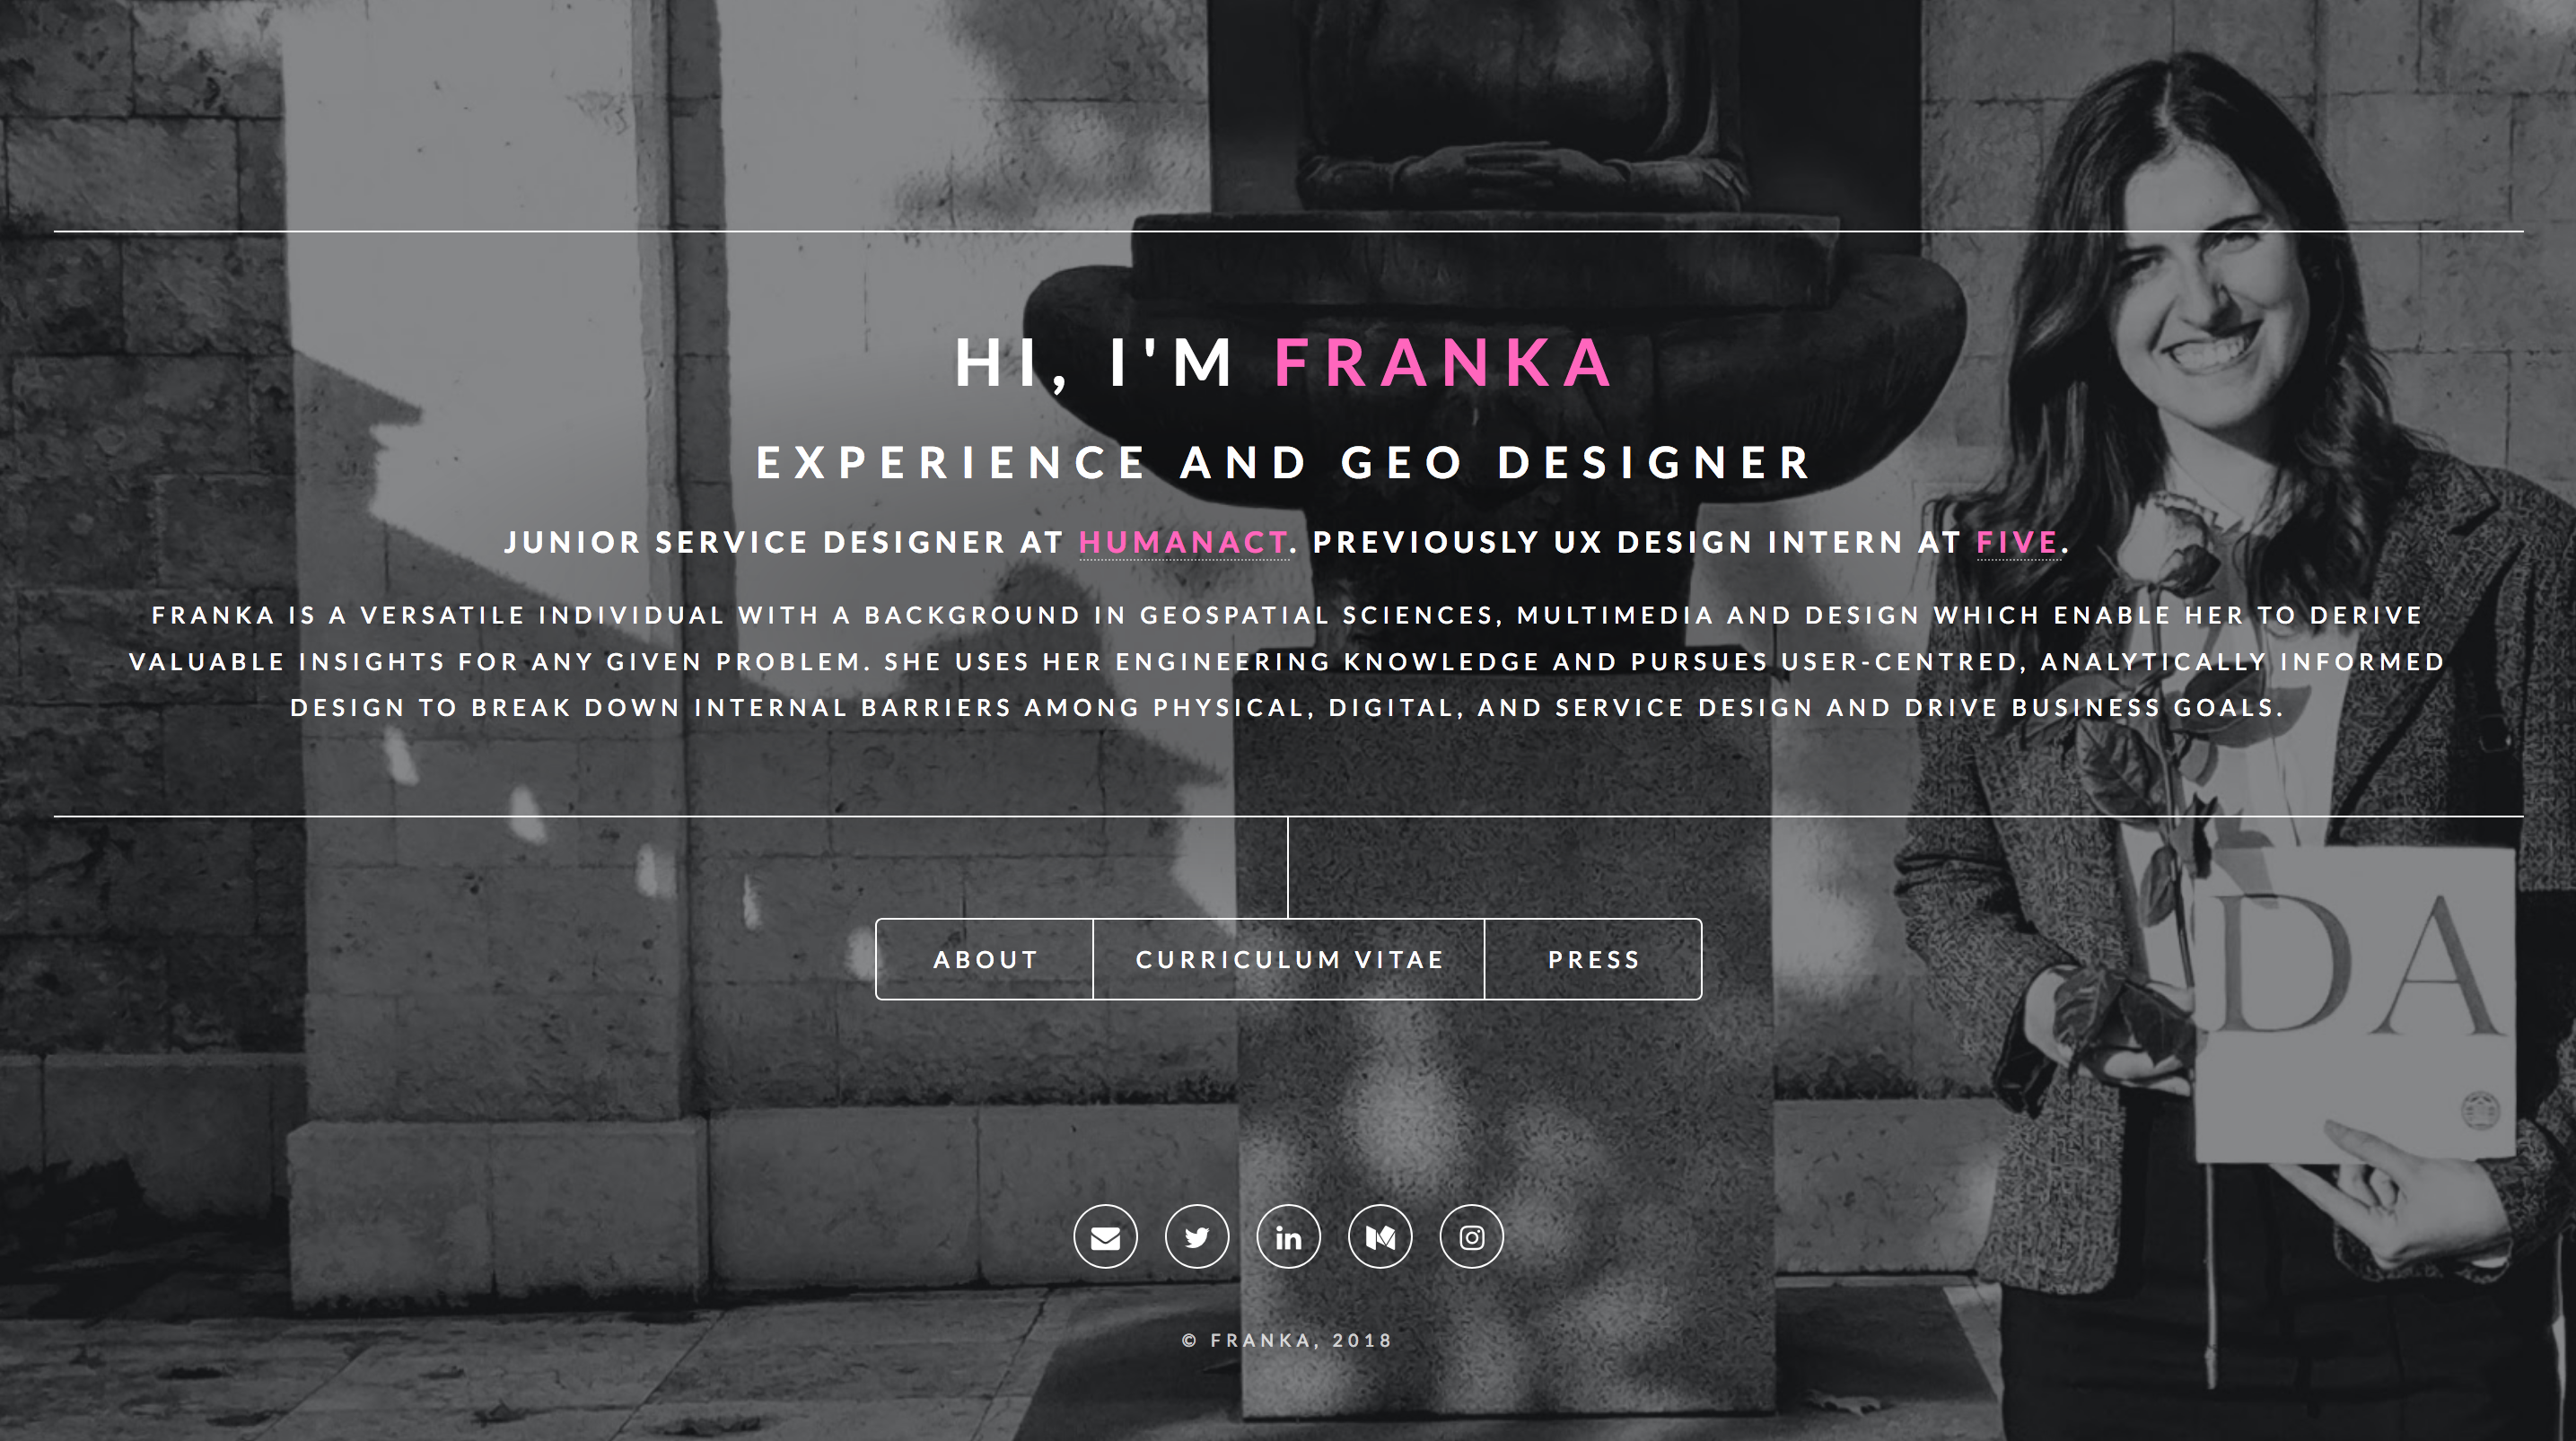 HI, I'M FRANKA
EXPERIENCE AND GEO DESIGNER
JUNIOR SERVICE DESIGNER AT HUMANACT. PREVIOUSLY UX DESIGN INTERN AT FIVE.
FRANKA IS A VERSATILE INDIVIDUAL WITH A BACKGROUND IN GEOSPATIAL SCIENCES, MULTIMEDIA AND DESIGN WHICH ENABLE HER TO DERIVE
VALUABLE INSIGHTS FOR ANY GIVEN PROBLEM. SHE USES HER ENGINEERING KNOWLEDGE AND PURSUES USER-CENTRED, ANALYTICALLY INFORMED
DESIGN TO BREAK DOWN INTERNAL BARRIERS AMONG PHYSICAL, DIGITAL, AND SERVICE DESIGN AND DRIVE BUSINESS GOALS.
ABOUT
CURRICULUM VITAE
PRESS
DA
© FRANKA, 2018